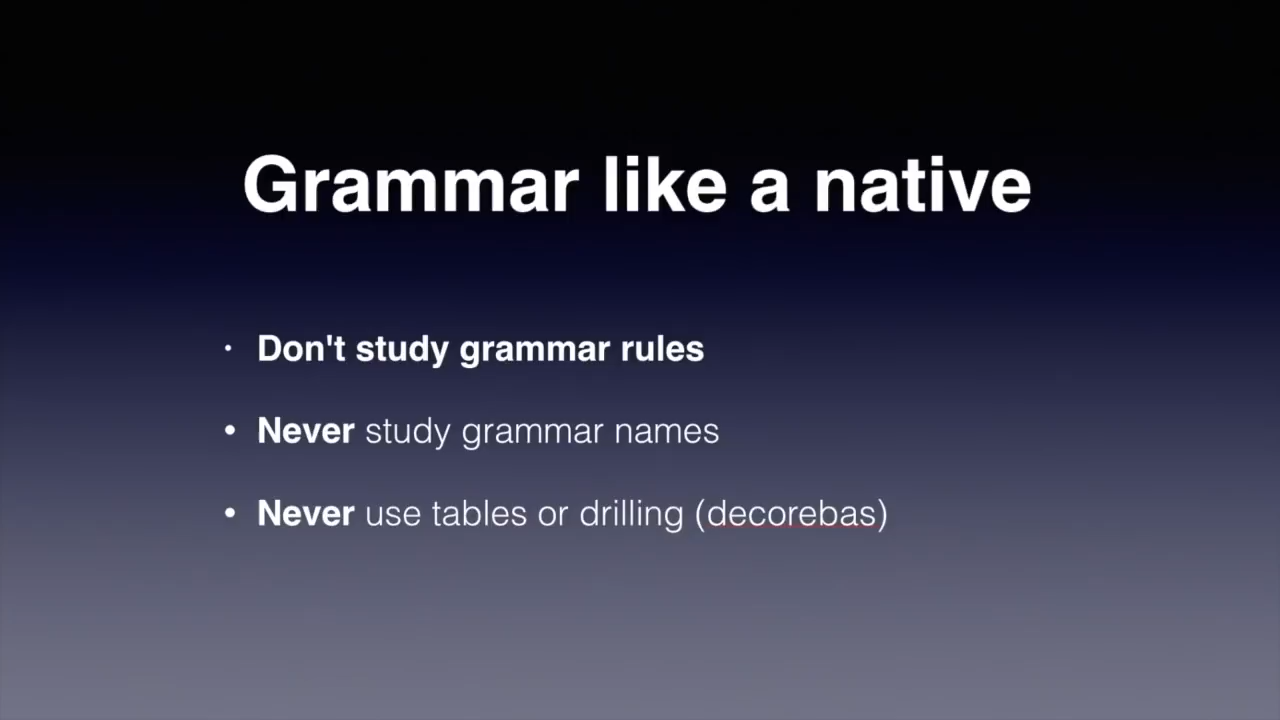 Grammar like a native
• Don't study grammar rules
• Never study grammar names
• Never use tables or drilling (decorebas)